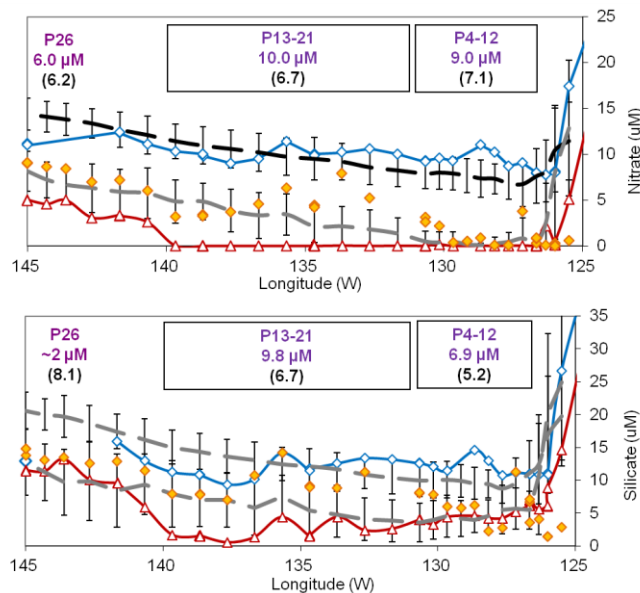 P26
6.0 µM
(6.2)
P13-21
10.0 µM
(6.7)
P4-12
9.0 µM
(7.1)
25
20
15
10
5
0
Nitrate (uM)
145
140
135
130
125
Longitude (W)
P26
~2 µM
(8.1)
P13-21
9.8 µM
(6.7)
P4-12
6.9 µM
(5.2)
35
30
25
20
15
10
5
0
Silicate (uM)
145
140
135
130
125
Longitude (W)